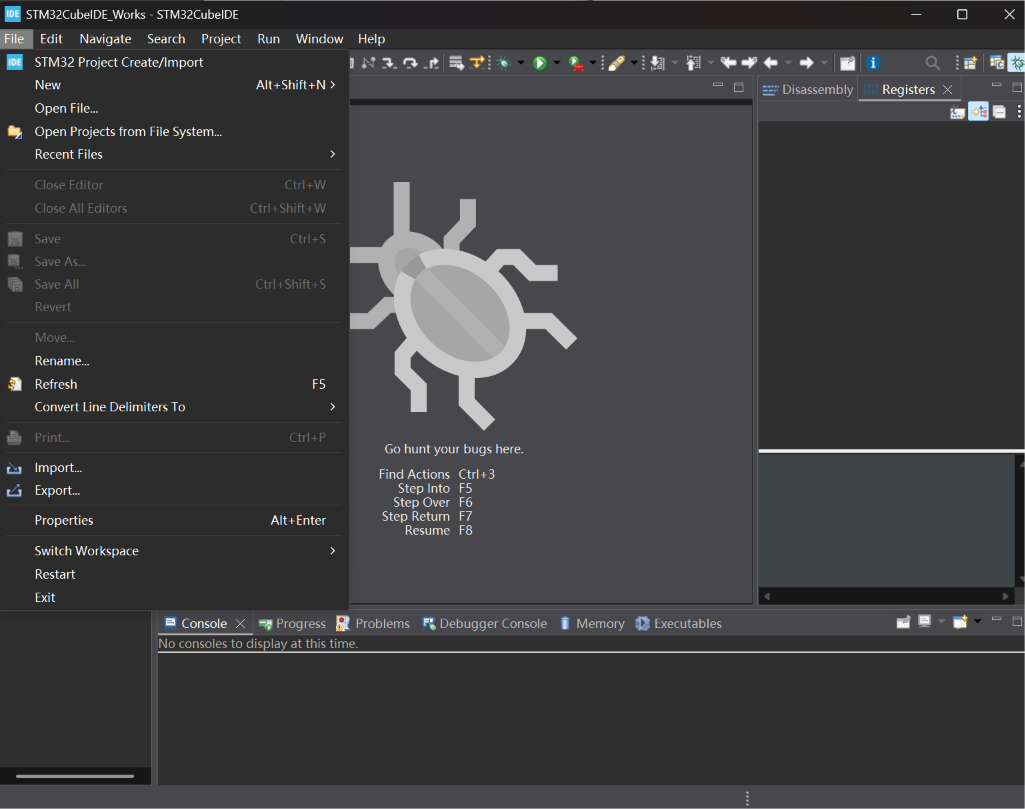 IDE STM32CubeIDE_Works - STM32CubeIDE
File Edit Navigate Search Project Run Window Help
IDE STM32 Project Create/Import
New Alt+Shift+N
Open File...
Open Projects from File System...
Recent Files
Close Editor Ctrl+W
Close All Editors Ctrl+Shift+W
Save Ctrl+S
Save As...
Save All Ctrl+Shift+S
Revert
Move...
Rename...
Refresh F5
Convert Line Delimiters To
Print... Ctrl+P
Import...
Export...
Properties Alt+Enter
Switch Workspace
Restart
Exit
Disassembly Registers
Go hunt your bugs here.
Find Actions Ctrl+3
Step Into F5
Step Over F6
Step Return F7
Resume F8
Console Progress Problems Debugger Console Memory Executables
No consoles to display at this time.